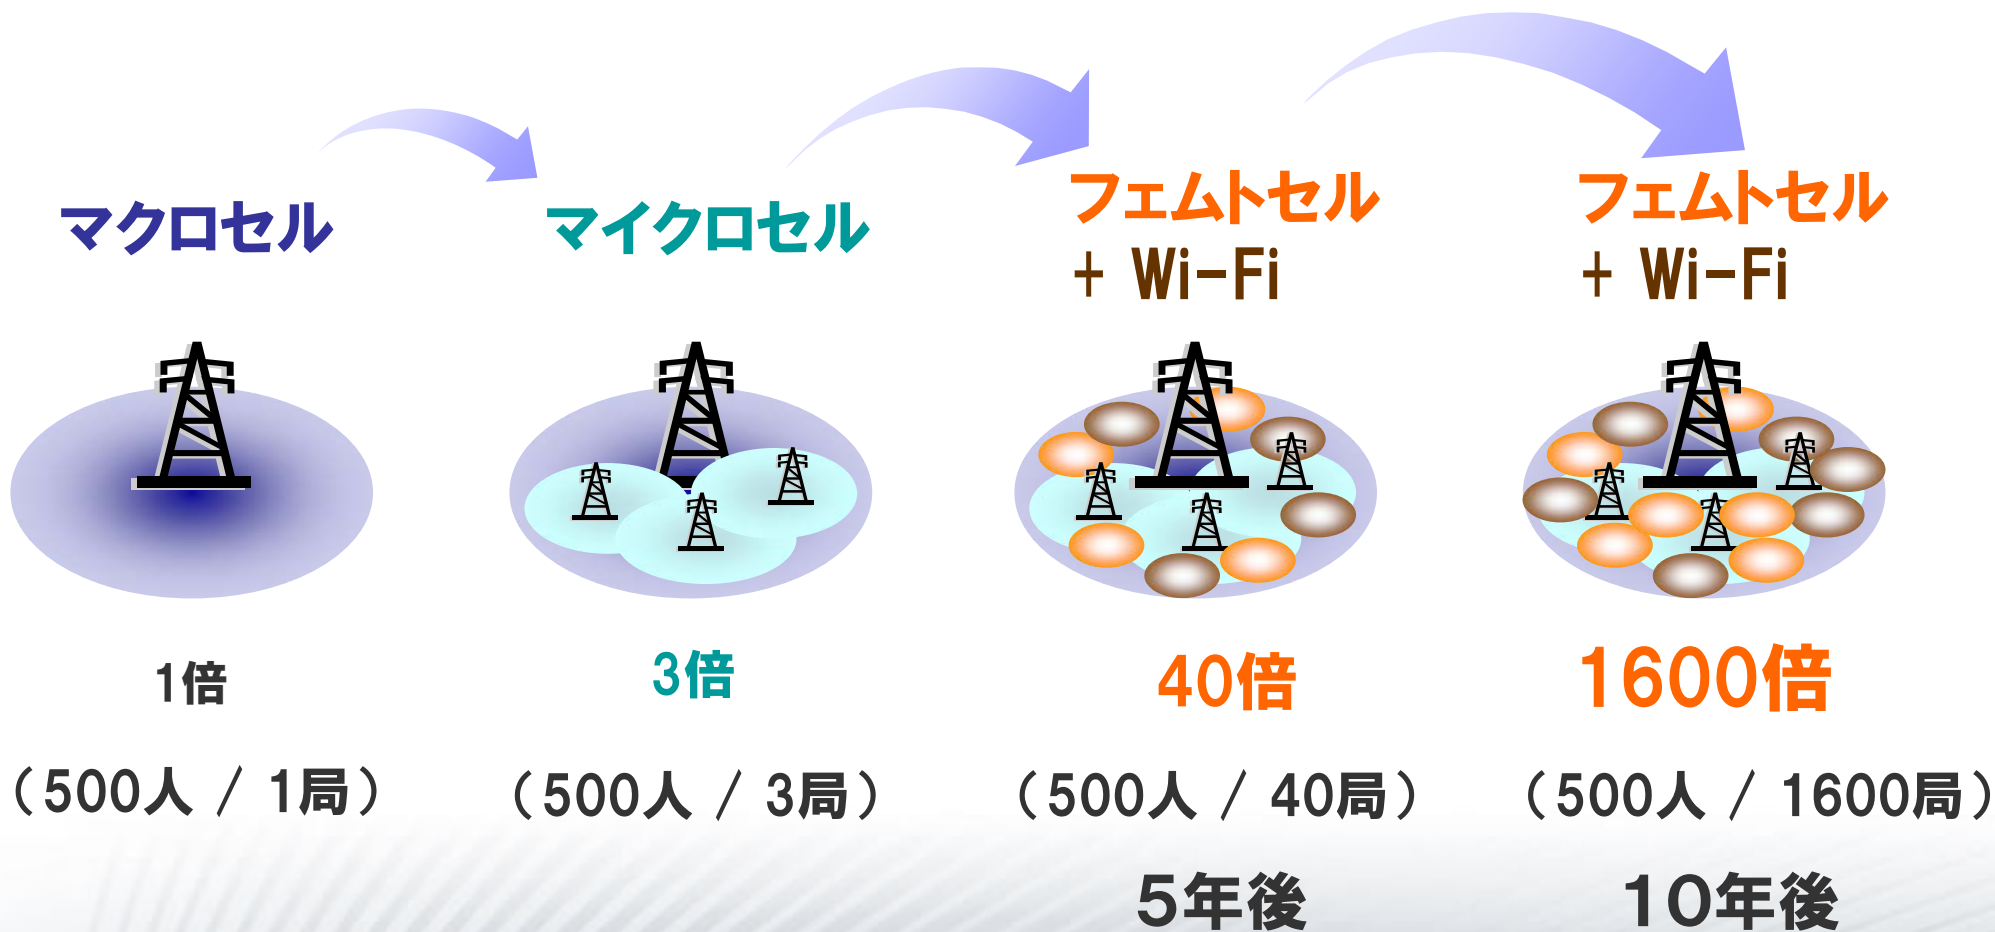 マクロセル
マイクロセル
フェムトセル
+ Wi-Fi
フェムトセル
+ Wi-Fi
1倍
3倍
40倍
1600倍
（500人 / 1局）
（500人 / 3局）
（500人 / 40局）
（500人 / 1600局）
5年後
10年後